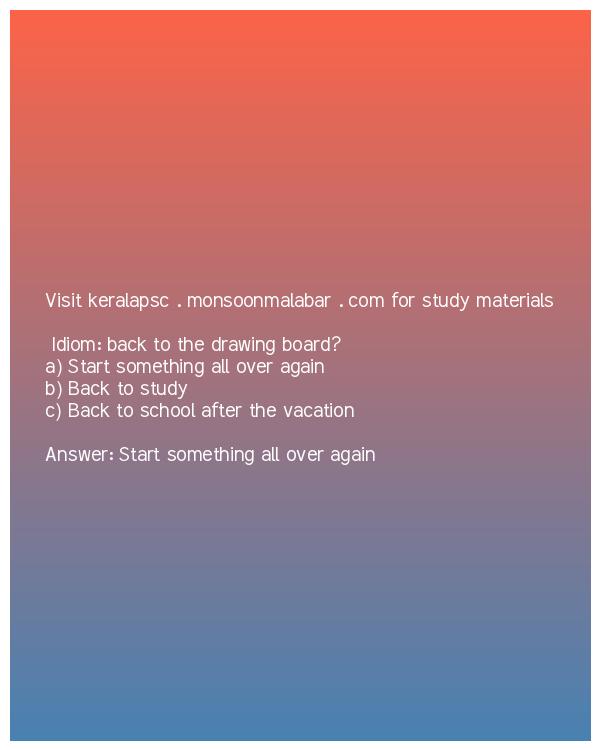 Visit keralapsc . monsoonmalabar . com for study materials
Idiom: back to the drawing board?
a) Start something all over again
b) Back to study
c) Back to school after the vacation
Answer: Start something all over again